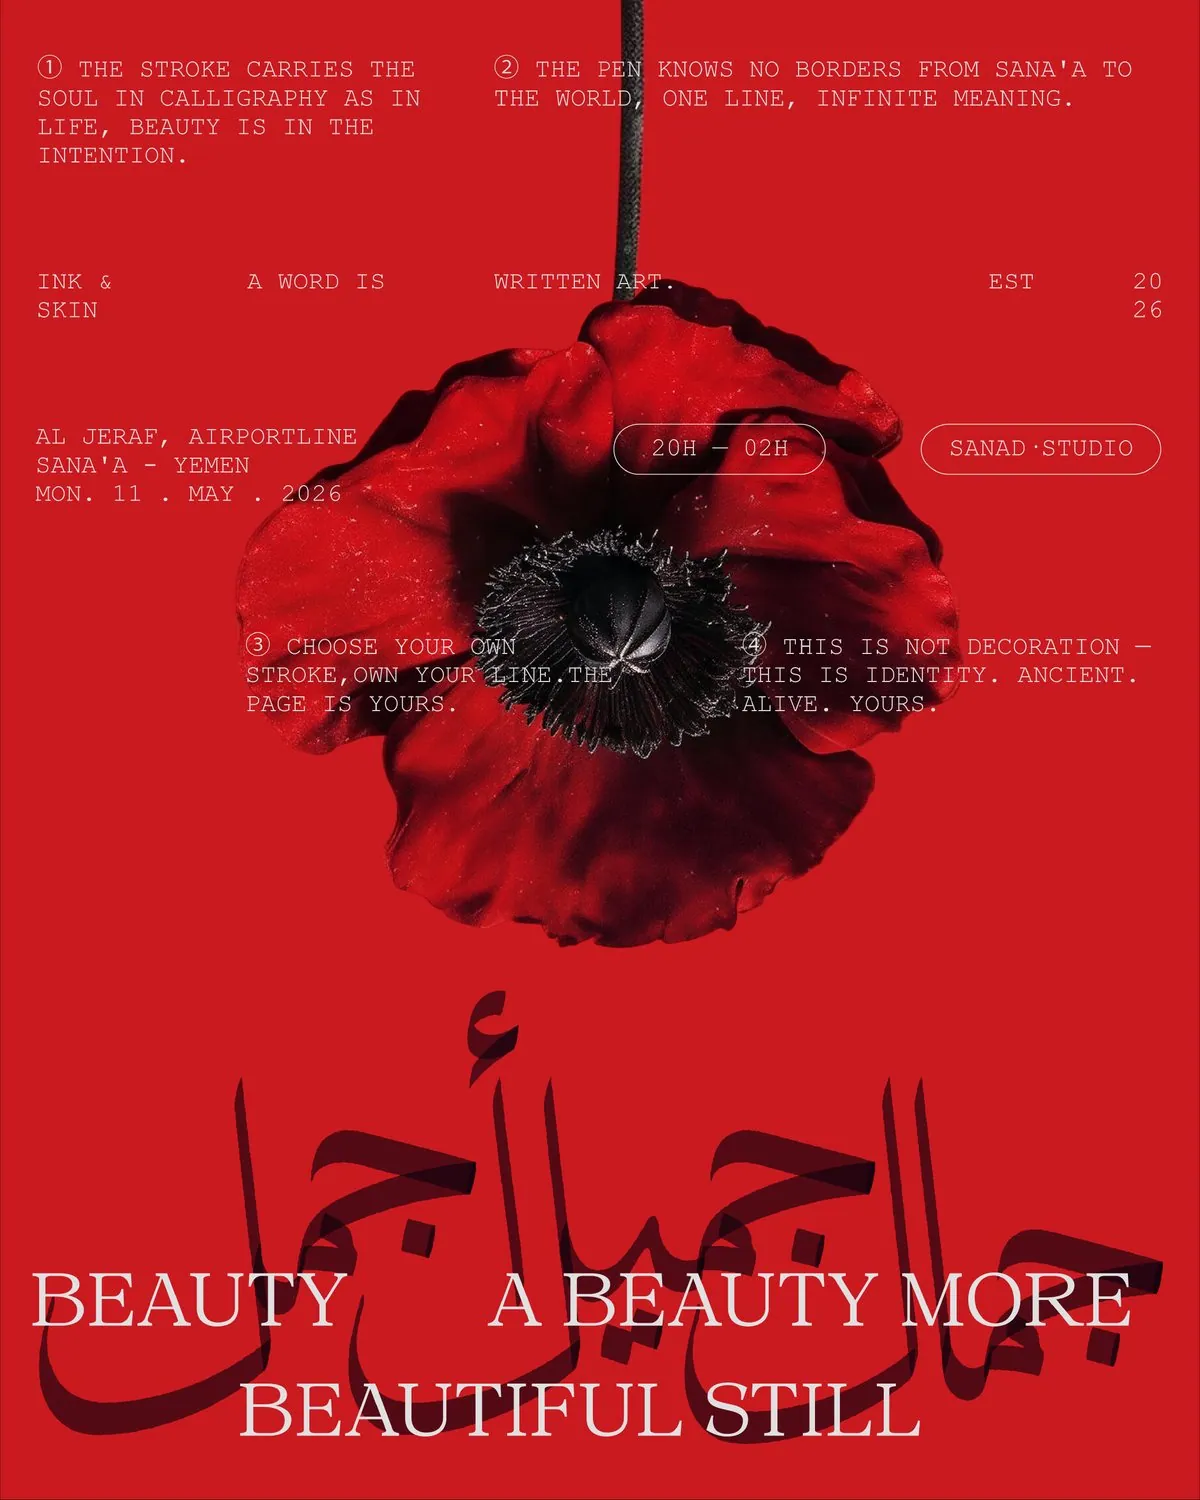 ① THE STROKE CARRIES THE
SOUL IN CALLIGRAPHY AS IN
LIFE, BEAUTY IS IN THE
INTENTION.
② THE PEN KNOWS NO BORDERS FROM SANA'A TO
THE WORLD, ONE LINE, INFINITE MEANING.
INK &
SKIN
A WORD IS
WRITTEN ART.
EST
20
26
AL JERAF, AIRPORTLINE
SANA'A - YEMEN
MON. 11 . MAY . 2026
20H — 02H
SANAD·STUDIO
③ CHOOSE YOUR OWN
STROKE,OWN YOUR LINE.THE
PAGE IS YOURS.
④ THIS IS NOT DECORATION —
THIS IS IDENTITY. ANCIENT.
ALIVE. YOURS.
جمال جميل أجمل
BEAUTY A BEAUTY MORE
BEAUTIFUL STILL